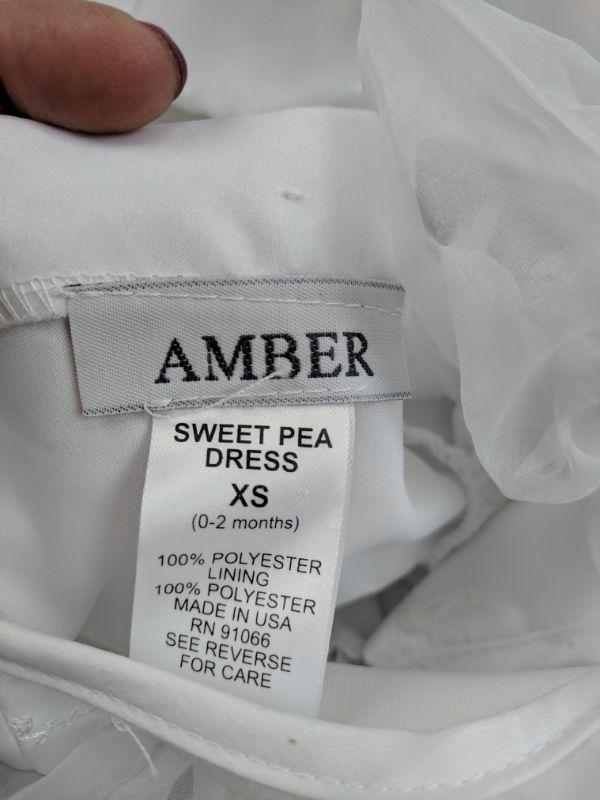 AMBER
SWEET PEA
DRESS
XS
(0-2 months)
100% POLYESTER
LINING
100% POLYESTER
MADE IN USA
RN 91066
SEE REVERSE
FOR CARE